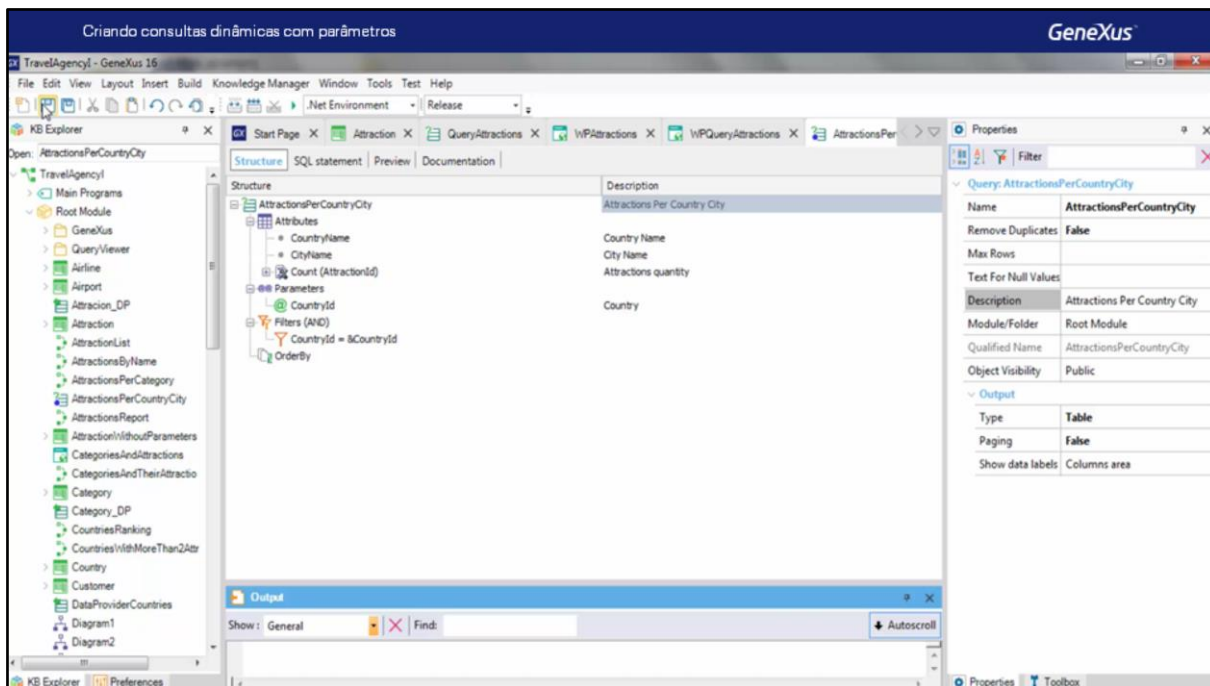 Criando consultas dinâmicas com parâmetros
GeneXus™
TravelAgencyI - GeneXus 16
File Edit View Layout Insert Build Knowledge Manager Window Tools Test Help
.Net Environment Release
KB Explorer
Open: AttractionsPerCountryCity
TravelAgencyI
Main Programs
Root Module
GeneXus
QueryViewer
Airline
Airport
Attracion_DP
Attraction
AttractionList
AttractionsByName
AttractionsPerCategory
AttractionsPerCountryCity
AttractionsReport
AttractionWithoutParameters
CategoriesAndAttractions
CategoriesAndTheirAttractio
Category
Category_DP
CountriesRanking
CountriesWithMoreThan2Attr
Country
Customer
DataProviderCountries
Diagram1
Diagram2
KB Explorer Preferences
Start Page Attraction QueryAttractions WPAttractions WPQueryAttractions AttractionsPer
Structure SQL statement Preview Documentation
Structure Description
AttractionsPerCountryCity Attractions Per Country City
Attributes
CountryName Country Name
CityName City Name
Count (AttractionId) Attractions quantity
Parameters
CountryId Country
Filters (AND)
CountryId = &CountryId
OrderBy
Output
Show: General Find: Autoscroll
Properties
Filter
Query: AttractionsPerCountryCity
Name AttractionsPerCountryCity
Remove Duplicates False
Max Rows
Text For Null Values
Description Attractions Per Country City
Module/Folder Root Module
Qualified Name AttractionsPerCountryCity
Object Visibility Public
Output
Type Table
Paging False
Show data labels Columns area
Properties Toolbox